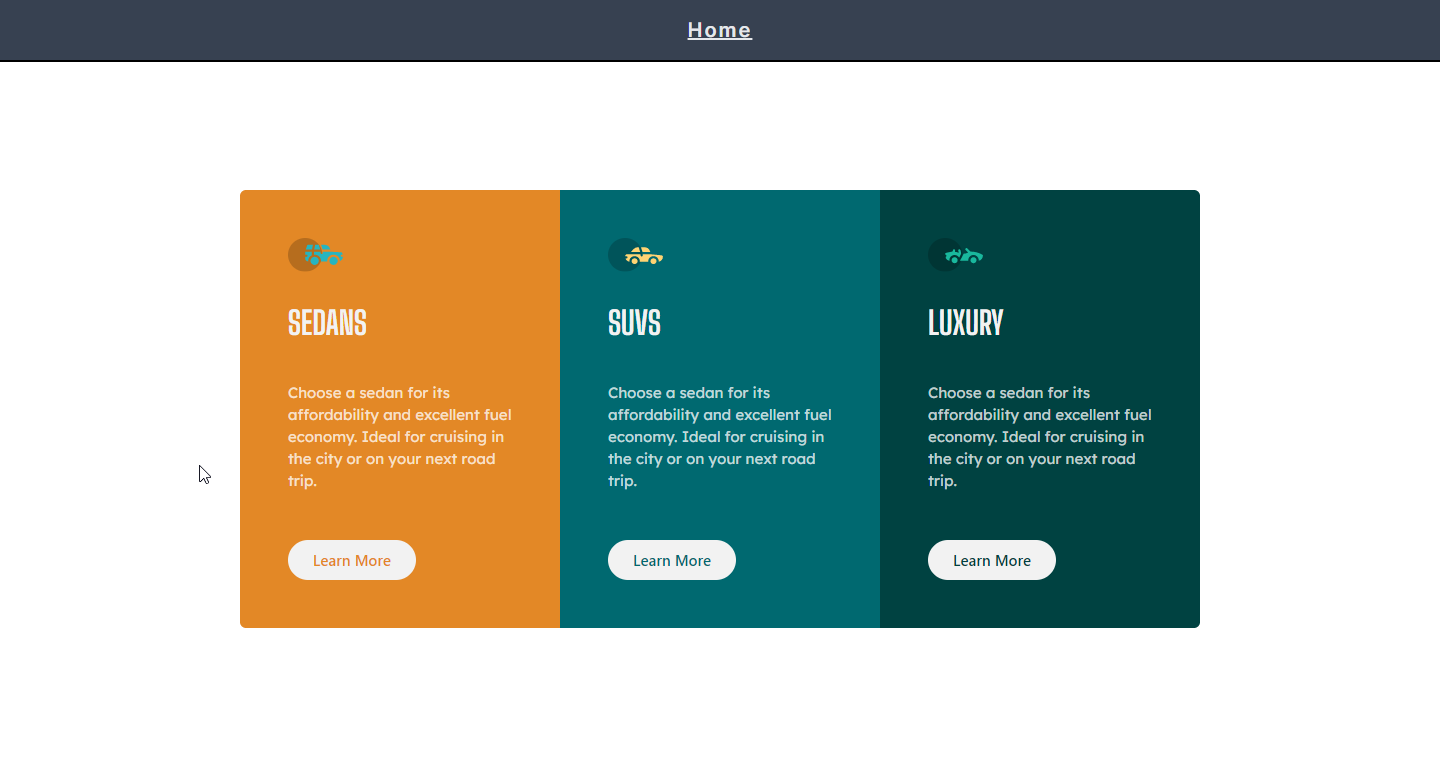 Home
SEDANS
Choose a sedan for its
affordability and excellent fuel
economy. Ideal for cruising in
the city or on your next road
trip.
Learn More
SUVS
Choose a sedan for its
affordability and excellent fuel
economy. Ideal for cruising in
the city or on your next road
trip.
Learn More
LUXURY
Choose a sedan for its
affordability and excellent fuel
economy. Ideal for cruising in
the city or on your next road
trip.
Learn More